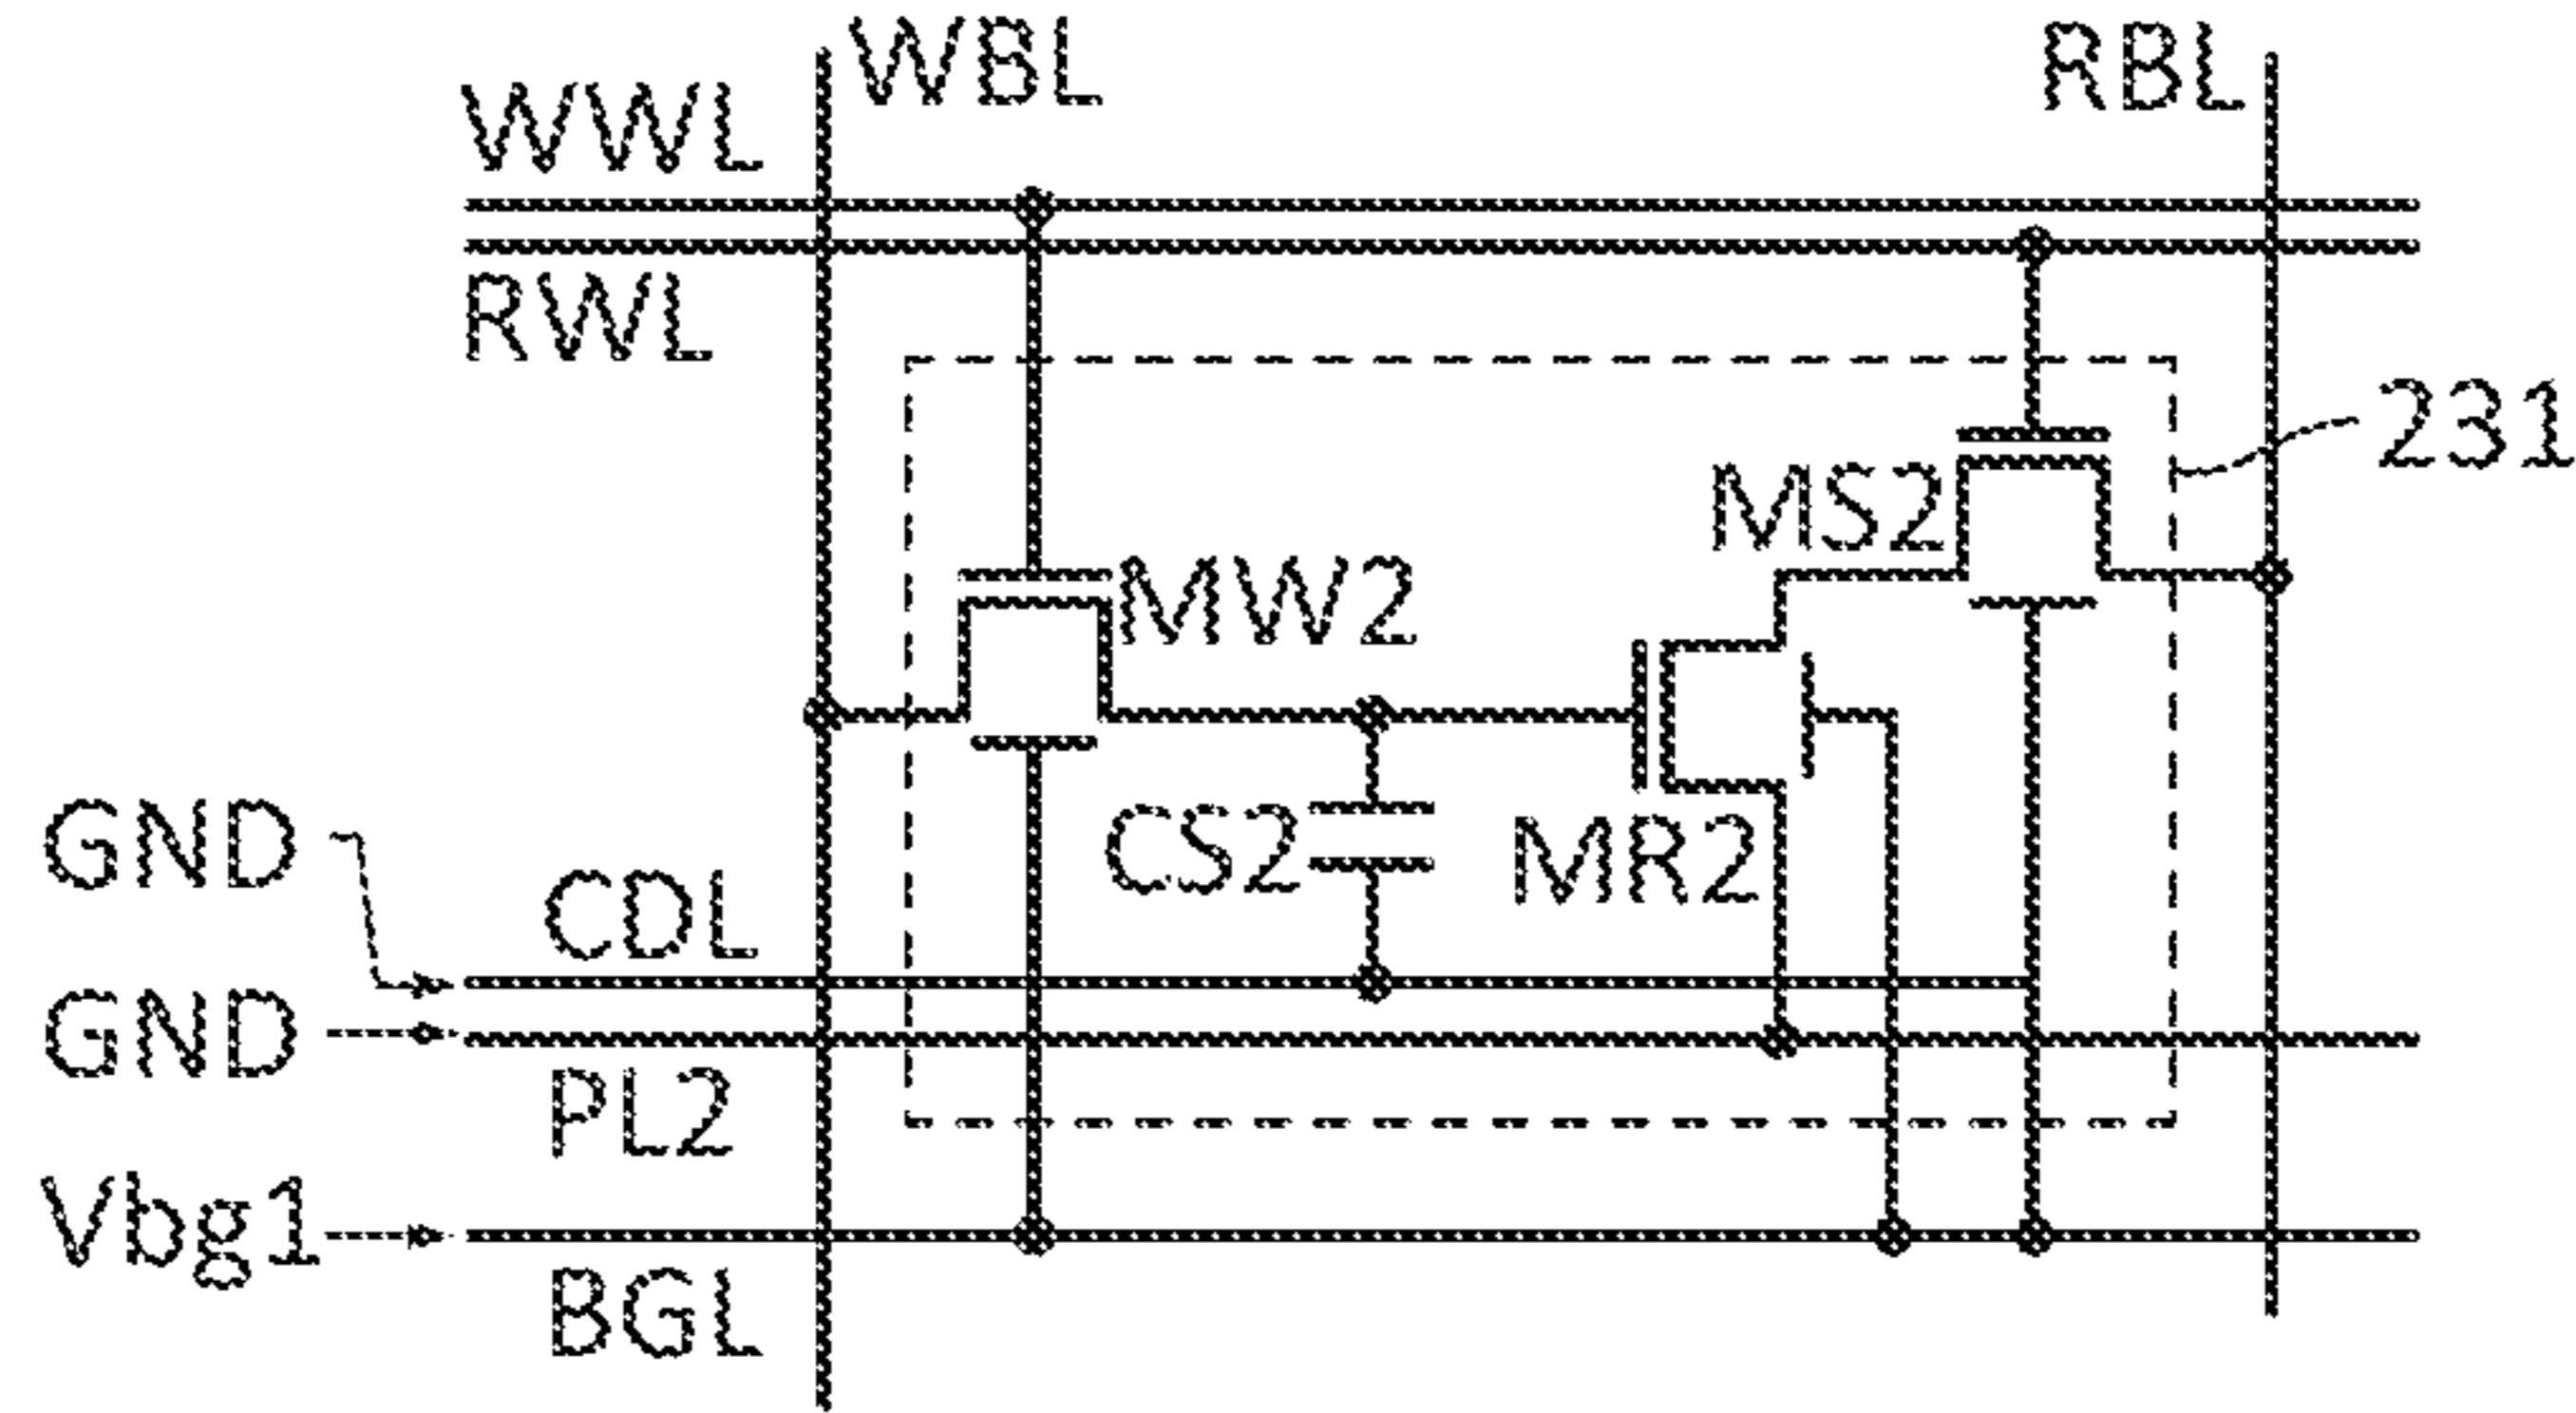 WBL
RBL
WWL
RWL
231
MS2
MW2
GND
CDL
CS2
MR2
GND
PL2
Vbg1
BGL